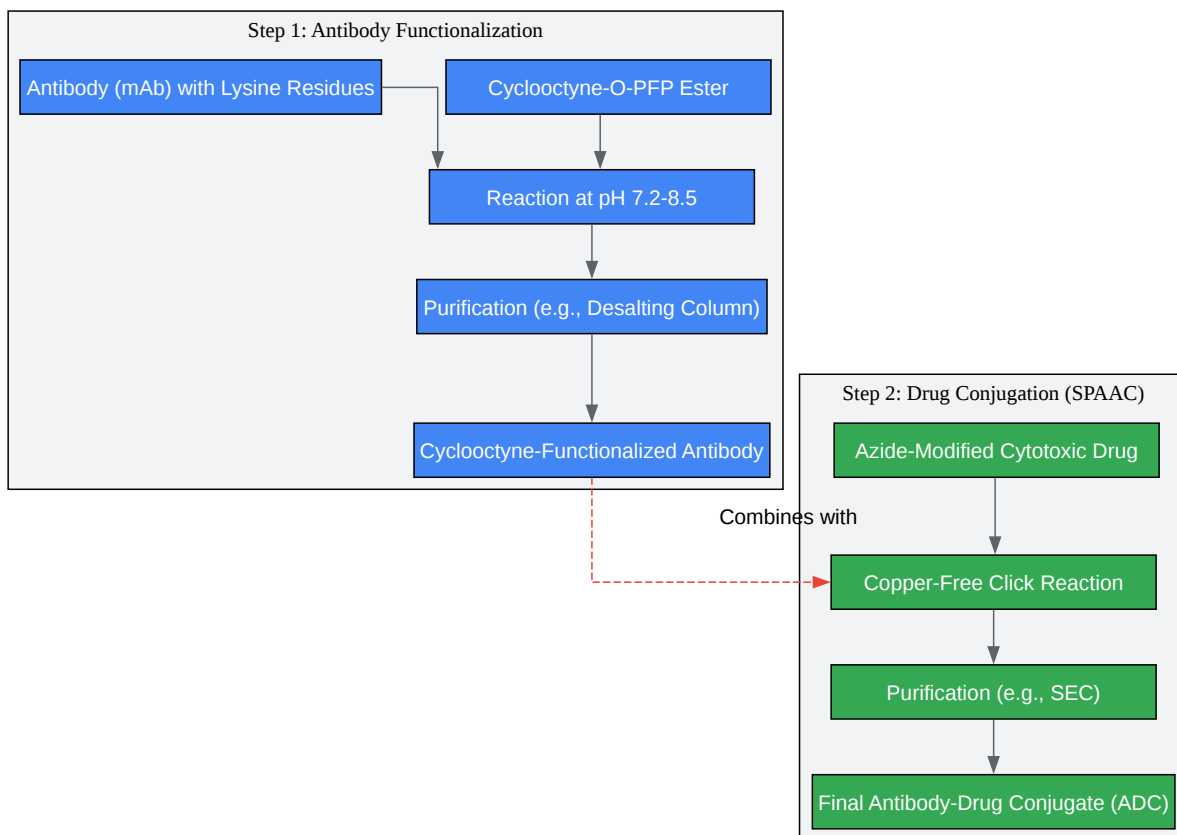 Step 1: Antibody Functionalization
Antibody (mAb) with Lysine Residues
Cyclooctyne-O-PFP Ester
Reaction at pH 7.2-8.5
Purification (e.g., Desalting Column)
Cyclooctyne-Functionalized Antibody
Combines with
Step 2: Drug Conjugation (SPAAC)
Azide-Modified Cytotoxic Drug
Copper-Free Click Reaction
Purification (e.g., SEC)
Final Antibody-Drug Conjugate (ADC)